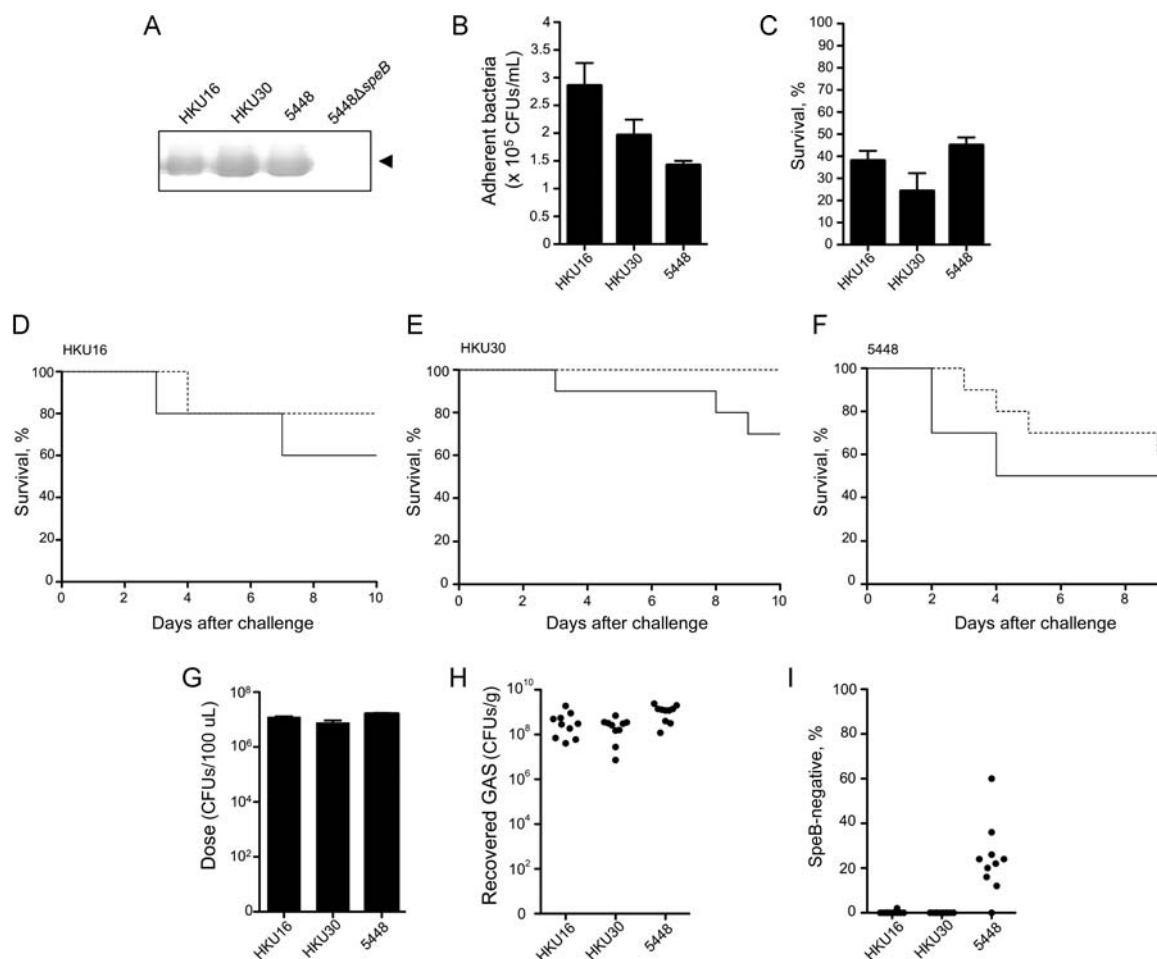 A
HKU16
HKU30
5448
5448ΔspeB
B
Adherent bacteria
(x 10⁵ CFUs/mL)
4
3.5
3
2.5
2
1.5
1
1.5
0
HKU16
HKU30
5448
C
Survival, %
100
90
80
70
60
50
40
30
20
10
0
HKU16
HKU30
5448
D
HKU16
Survival, %
100
80
60
40
20
0
0 2 4 6 8 10
Days after challenge
E
HKU30
Survival, %
100
80
60
40
20
0
0 2 4 6 8 10
Days after challenge
F
5448
Survival, %
100
80
60
40
20
0
0 2 4 6 8
Days after challenge
G
Dose (CFUs/100 uL)
10⁸
10⁶
10⁴
10²
0
HKU16
HKU30
5448
H
Recovered GAS (CFUs/g)
10¹⁰
10⁸
10⁶
10⁴
10²
0
HKU16
HKU30
5448
I
SpeB-negative, %
100
80
60
40
20
0
HKU16
HKU30
5448